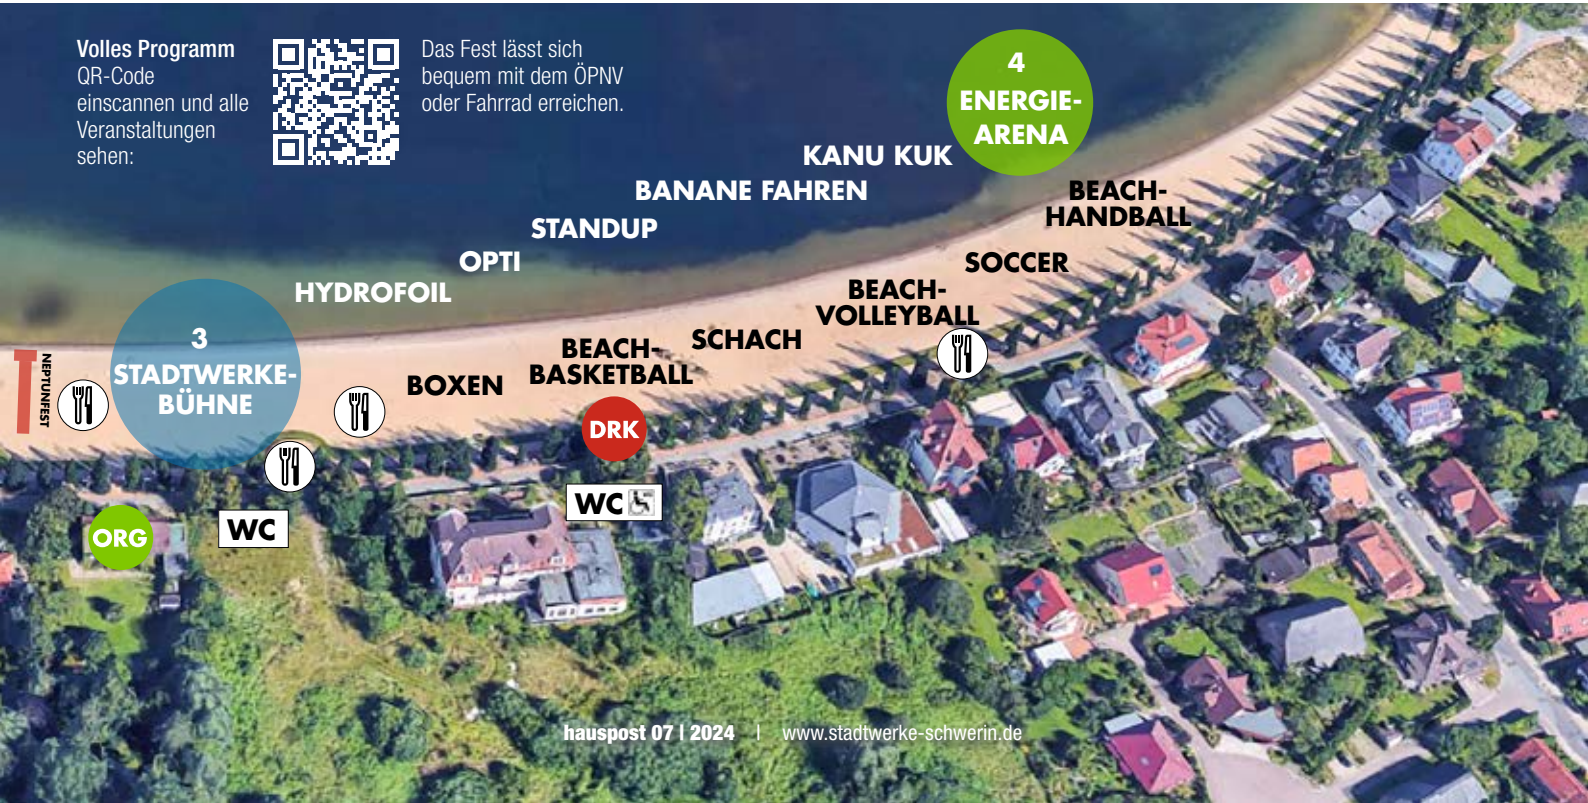 Volles Programm
QR-Code
einscannen und alle
Veranstaltungen
sehen:
Das Fest lässt sich
bequem mit dem ÖPNV
oder Fahrrad erreichen.
4
ENERGIE-
ARENA
KANU KUK
BANANE FAHREN
STANDUP
OPTI
HYDROFOIL
BEACH-
HANDBALL
SOCCER
BEACH-
VOLLEYBALL
SCHACH
BEACH-
BASKETBALL
BOXEN
3
STADTWERKE-
BÜHNE
NEPTUNFEST
DRK
WC
WC
ORG
hauspost 07 | 2024 | www.stadtwerke-schwerin.de